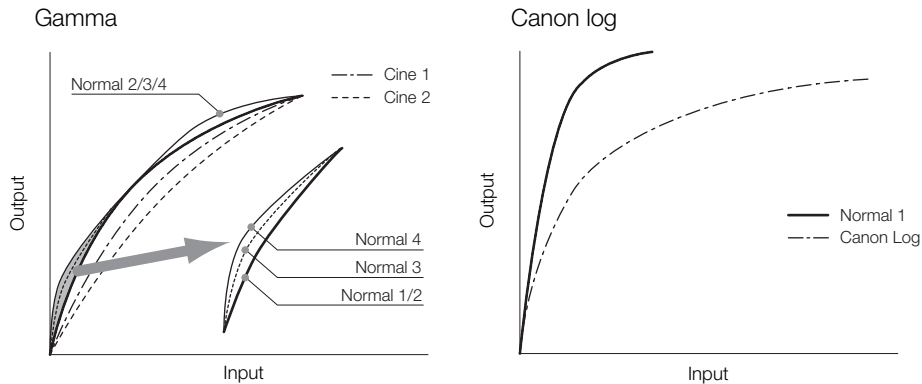 Gamma
Normal 2/3/4
Cine 1
Cine 2
Output
Normal 4
Normal 3
Normal 1/2
Input
Canon log
Output
Normal 1
Canon Log
Input